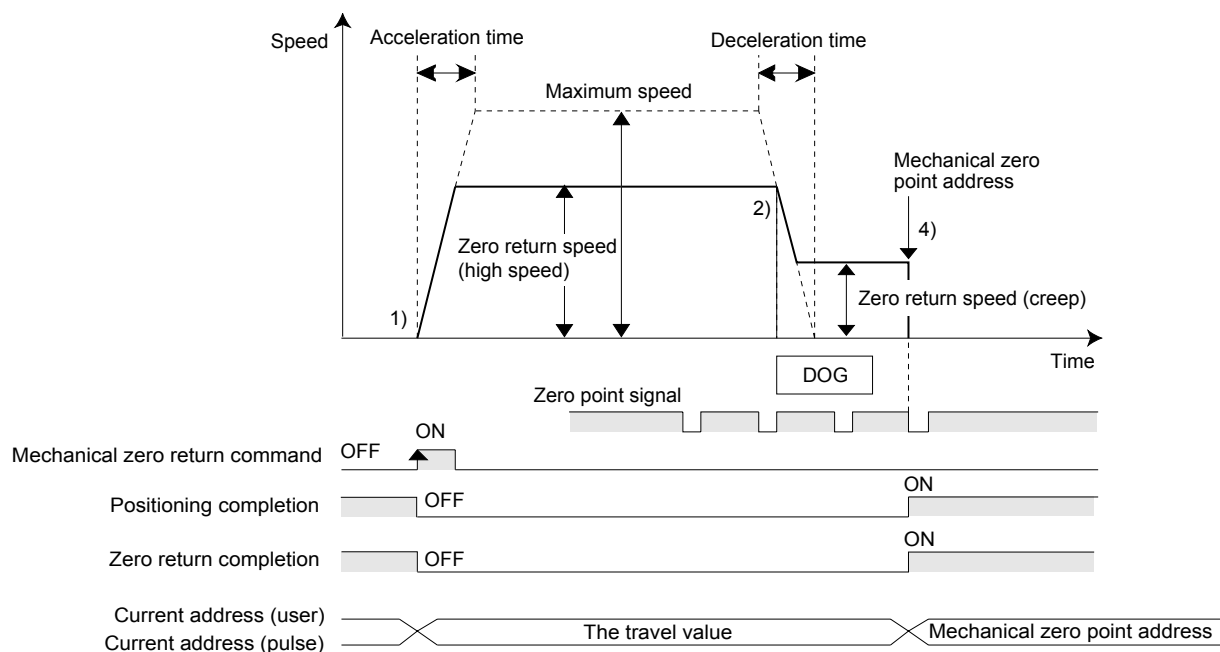 Speed
Acceleration time
Deceleration time
Maximum speed
Mechanical zero
point address
2)
4)
Zero return speed
(high speed)
Zero return speed (creep)
1)
Time
DOG
Zero point signal
ON
Mechanical zero return command
OFF
Positioning completion
OFF
ON
Zero return completion
OFF
ON
Current address (user)
Current address (pulse)
The travel value
Mechanical zero point address